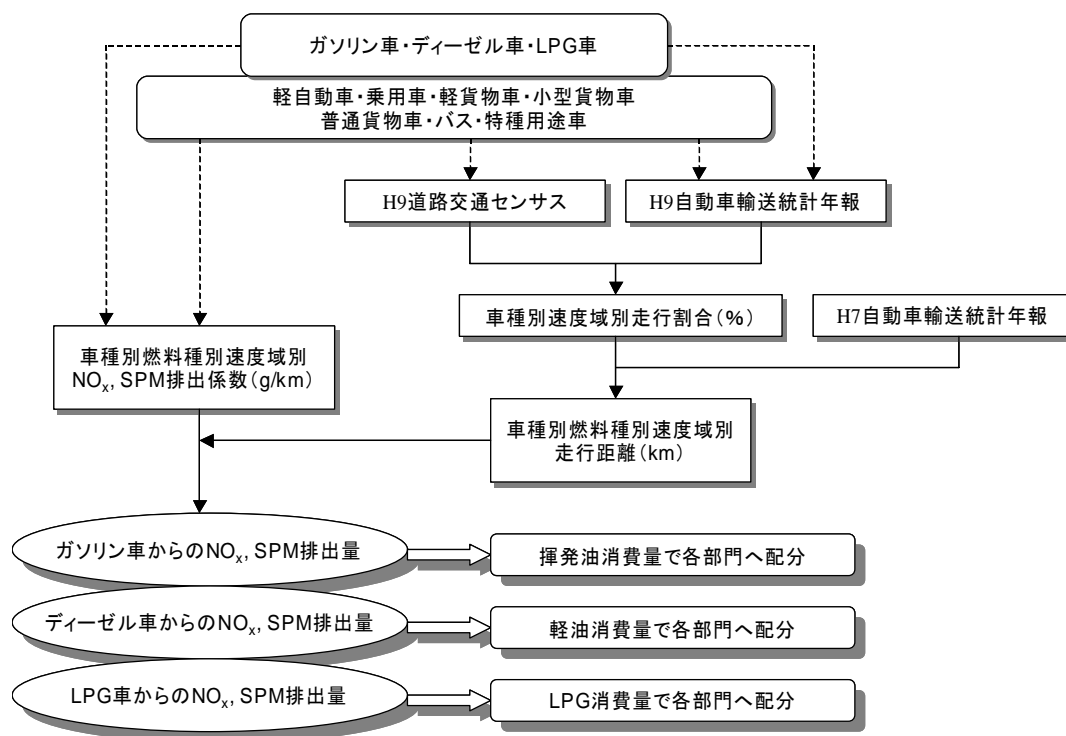 ガソリン車・ディーゼル車・LPG車
軽自動車・乗用車・軽貨物車・小型貨物車
普通貨物車・バス・特種用途車
H9道路交通センサス
H9自動車輸送統計年報
車種別速度域別走行割合(%)
H7自動車輸送統計年報
車種別燃料種別速度域別
NOx, SPM排出係数(g/km)
車種別燃料種別速度域別
走行距離(km)
ガソリン車からのNOx, SPM排出量
揮発油消費量で各部門へ配分
ディーゼル車からのNOx, SPM排出量
軽油消費量で各部門へ配分
LPG車からのNOx, SPM排出量
LPG消費量で各部門へ配分